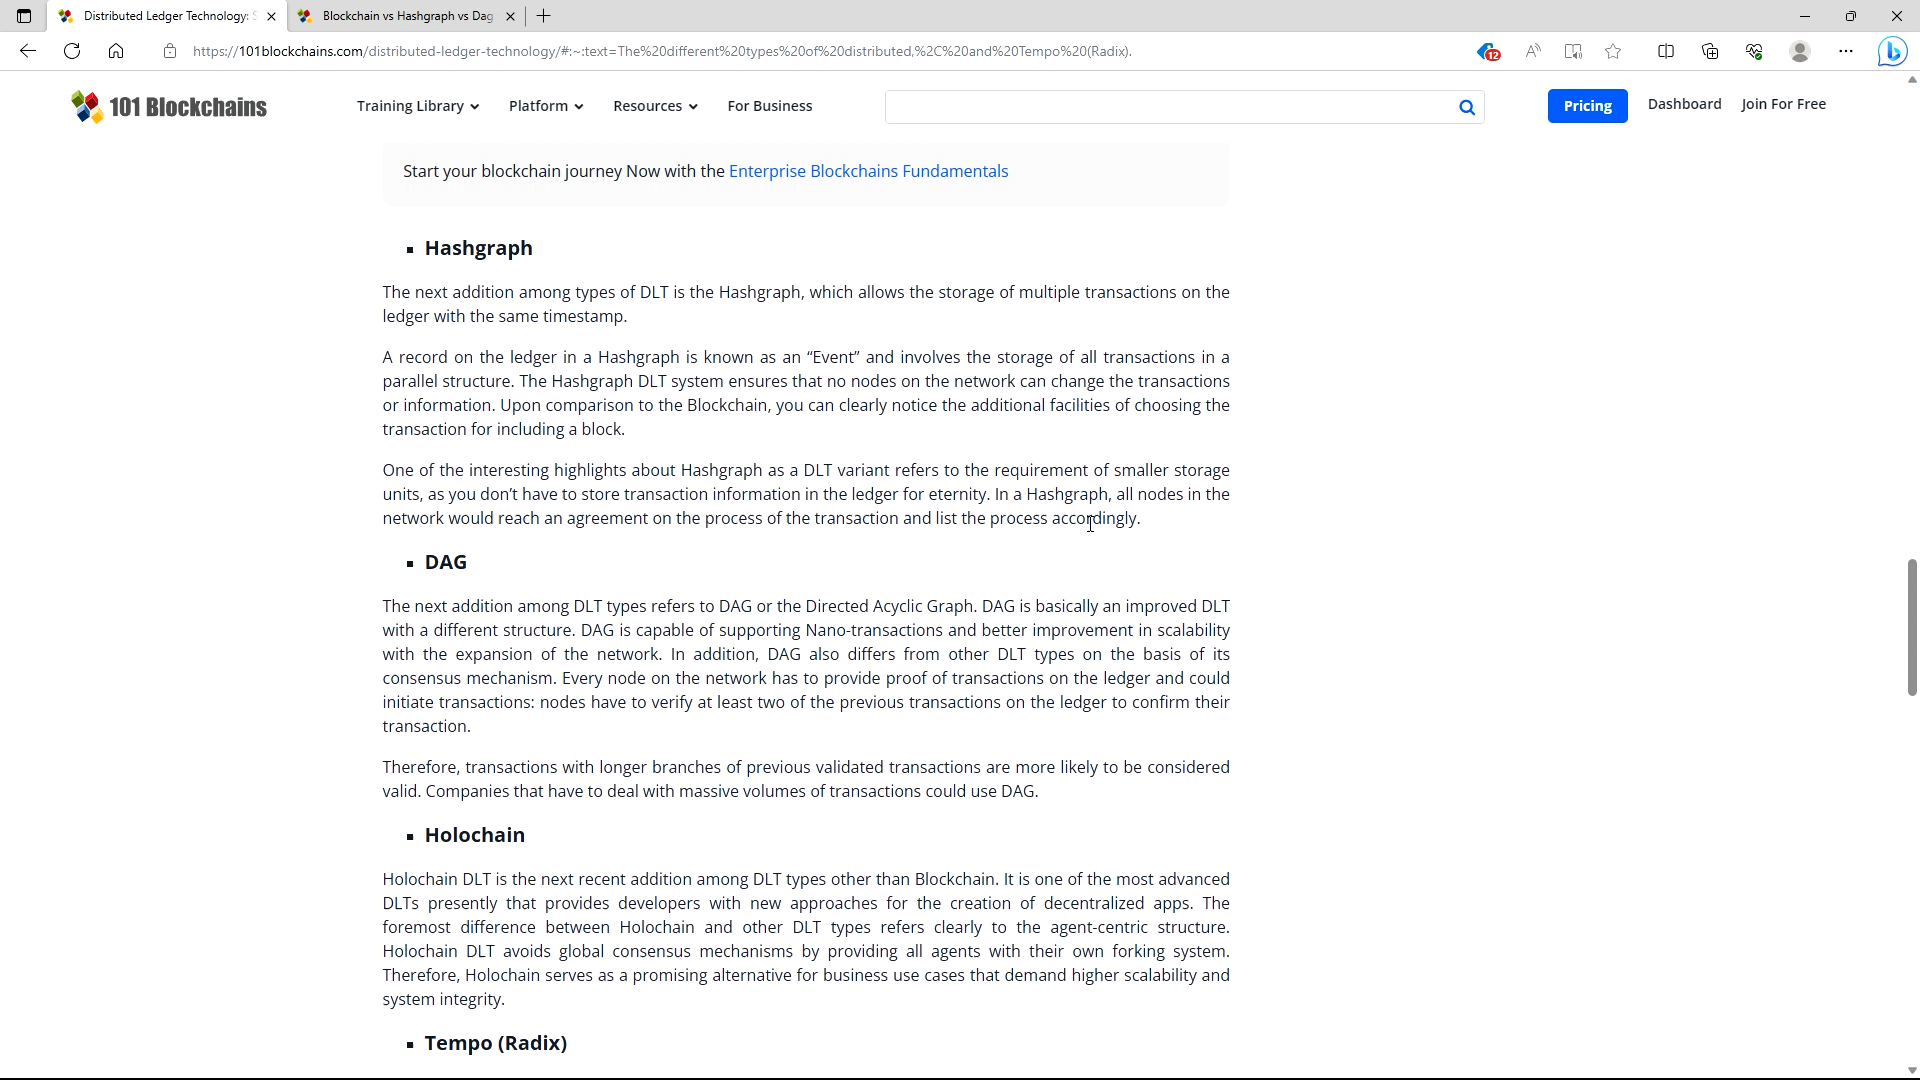 Distributed Ledger Technology: S
Blockchain vs Hashgraph vs Dag
https://101blockchains.com/distributed-ledger-technology/#:~:text=The%20different%20types%20of%20distributed,%2C%20and%20Tempo%20(Radix).
12
101 Blockchains
Training Library
Platform
Resources
For Business
Pricing
Dashboard
Join For Free
Start your blockchain journey Now with the Enterprise Blockchains Fundamentals
▪ Hashgraph
The next addition among types of DLT is the Hashgraph, which allows the storage of multiple transactions on the
ledger with the same timestamp.
A record on the ledger in a Hashgraph is known as an “Event” and involves the storage of all transactions in a
parallel structure. The Hashgraph DLT system ensures that no nodes on the network can change the transactions
or information. Upon comparison to the Blockchain, you can clearly notice the additional facilities of choosing the
transaction for including a block.
One of the interesting highlights about Hashgraph as a DLT variant refers to the requirement of smaller storage
units, as you don’t have to store transaction information in the ledger for eternity. In a Hashgraph, all nodes in the
network would reach an agreement on the process of the transaction and list the process accordingly.
▪ DAG
The next addition among DLT types refers to DAG or the Directed Acyclic Graph. DAG is basically an improved DLT
with a different structure. DAG is capable of supporting Nano-transactions and better improvement in scalability
with the expansion of the network. In addition, DAG also differs from other DLT types on the basis of its
consensus mechanism. Every node on the network has to provide proof of transactions on the ledger and could
initiate transactions: nodes have to verify at least two of the previous transactions on the ledger to confirm their
transaction.
Therefore, transactions with longer branches of previous validated transactions are more likely to be considered
valid. Companies that have to deal with massive volumes of transactions could use DAG.
▪ Holochain
Holochain DLT is the next recent addition among DLT types other than Blockchain. It is one of the most advanced
DLTs presently that provides developers with new approaches for the creation of decentralized apps. The
foremost difference between Holochain and other DLT types refers clearly to the agent-centric structure.
Holochain DLT avoids global consensus mechanisms by providing all agents with their own forking system.
Therefore, Holochain serves as a promising alternative for business use cases that demand higher scalability and
system integrity.
▪ Tempo (Radix)